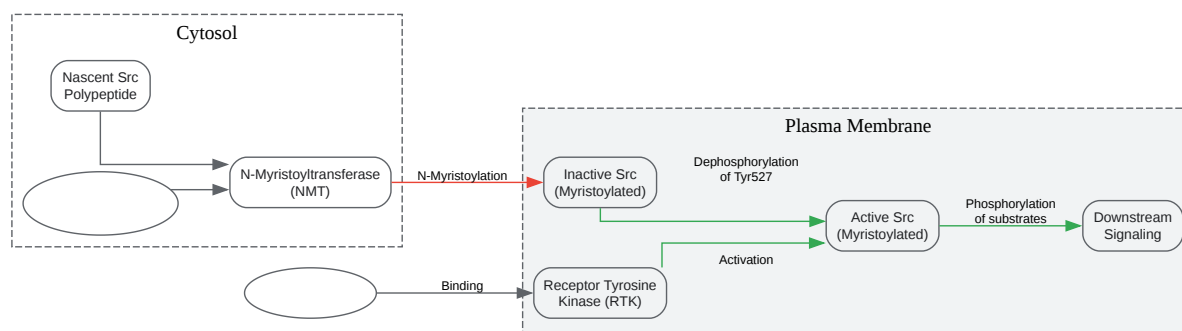 Cytosol
Nascent Src
Polypeptide
N-Myristoyltransferase
(NMT)
N-Myristoylation
Plasma Membrane
Inactive Src
(Myristoylated)
Dephosphorylation
of Tyr527
Active Src
(Myristoylated)
Phosphorylation
of substrates
Downstream
Signaling
Activation
Binding
Receptor Tyrosine
Kinase (RTK)